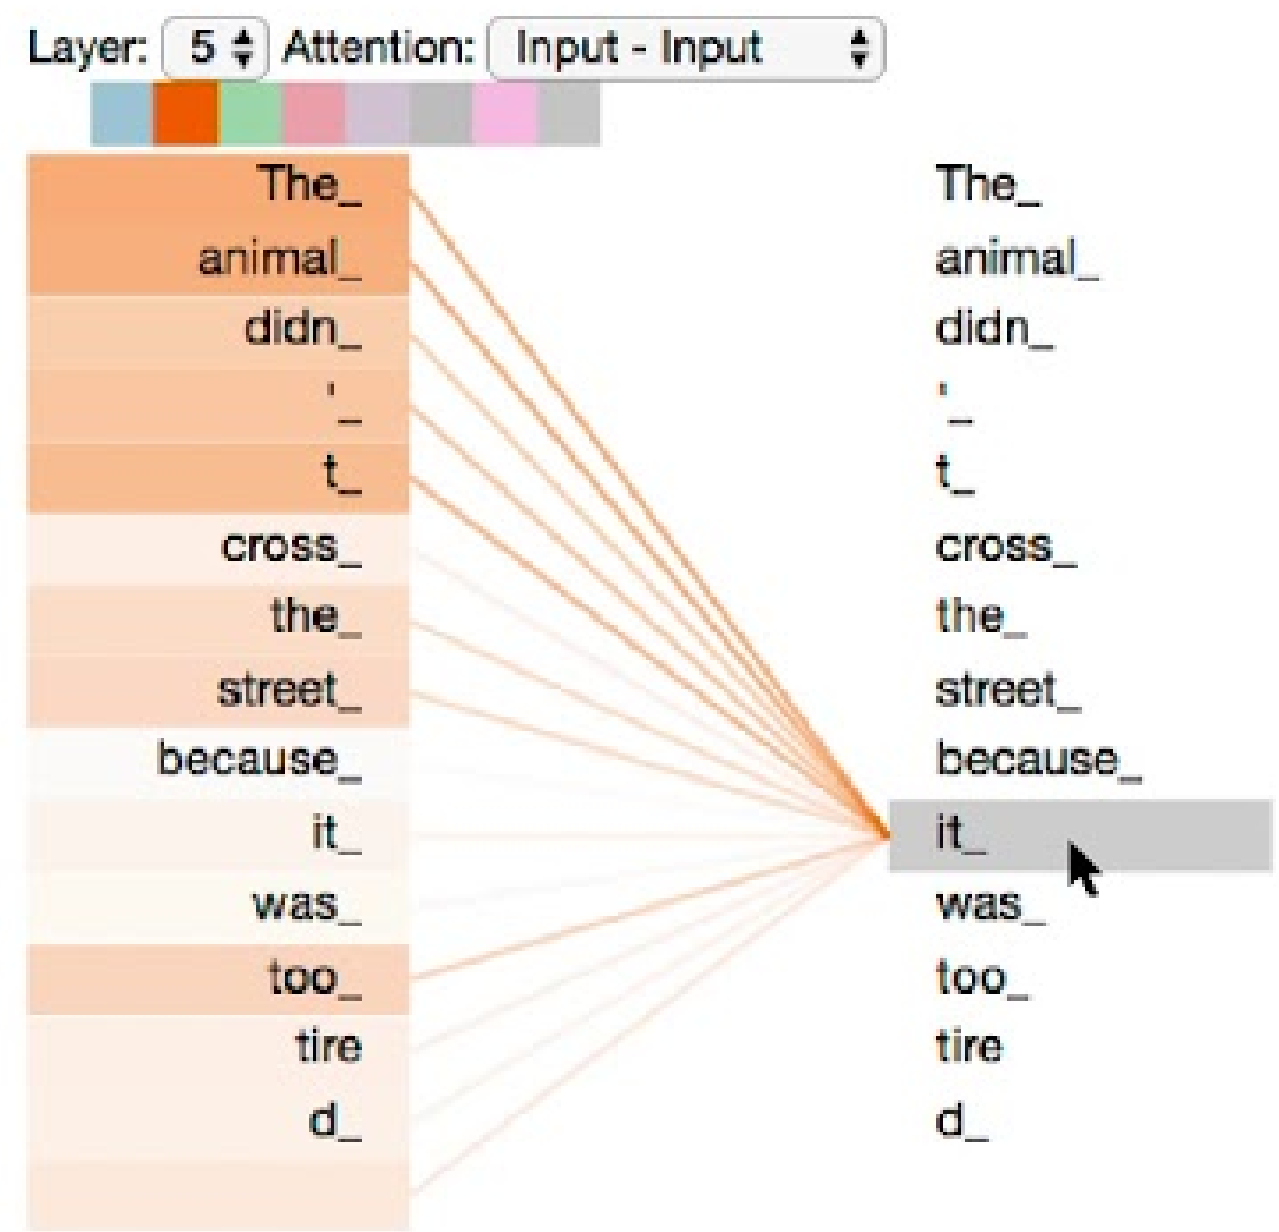 Layer: 5 Attention: Input - Input
The_ The_
animal_ animal_
didn_ didn_
'_ '_
t_ t_
cross_ cross_
the_ the_
street_ street_
because_ because_
it_ it_
was_ was_
too_ too_
tire tire
d_ d_